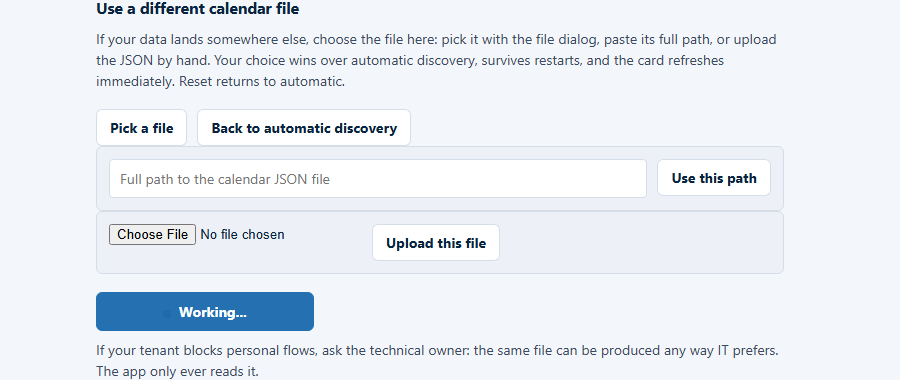 Use a different calendar file
If your data lands somewhere else, choose the file here: pick it with the file dialog, paste its full path, or upload
the JSON by hand. Your choice wins over automatic discovery, survives restarts, and the card refreshes
immediately. Reset returns to automatic.
Pick a file Back to automatic discovery
Full path to the calendar JSON file Use this path
Choose File No file chosen Upload this file
Working...
If your tenant blocks personal flows, ask the technical owner: the same file can be produced any way IT prefers.
The app only ever reads it.